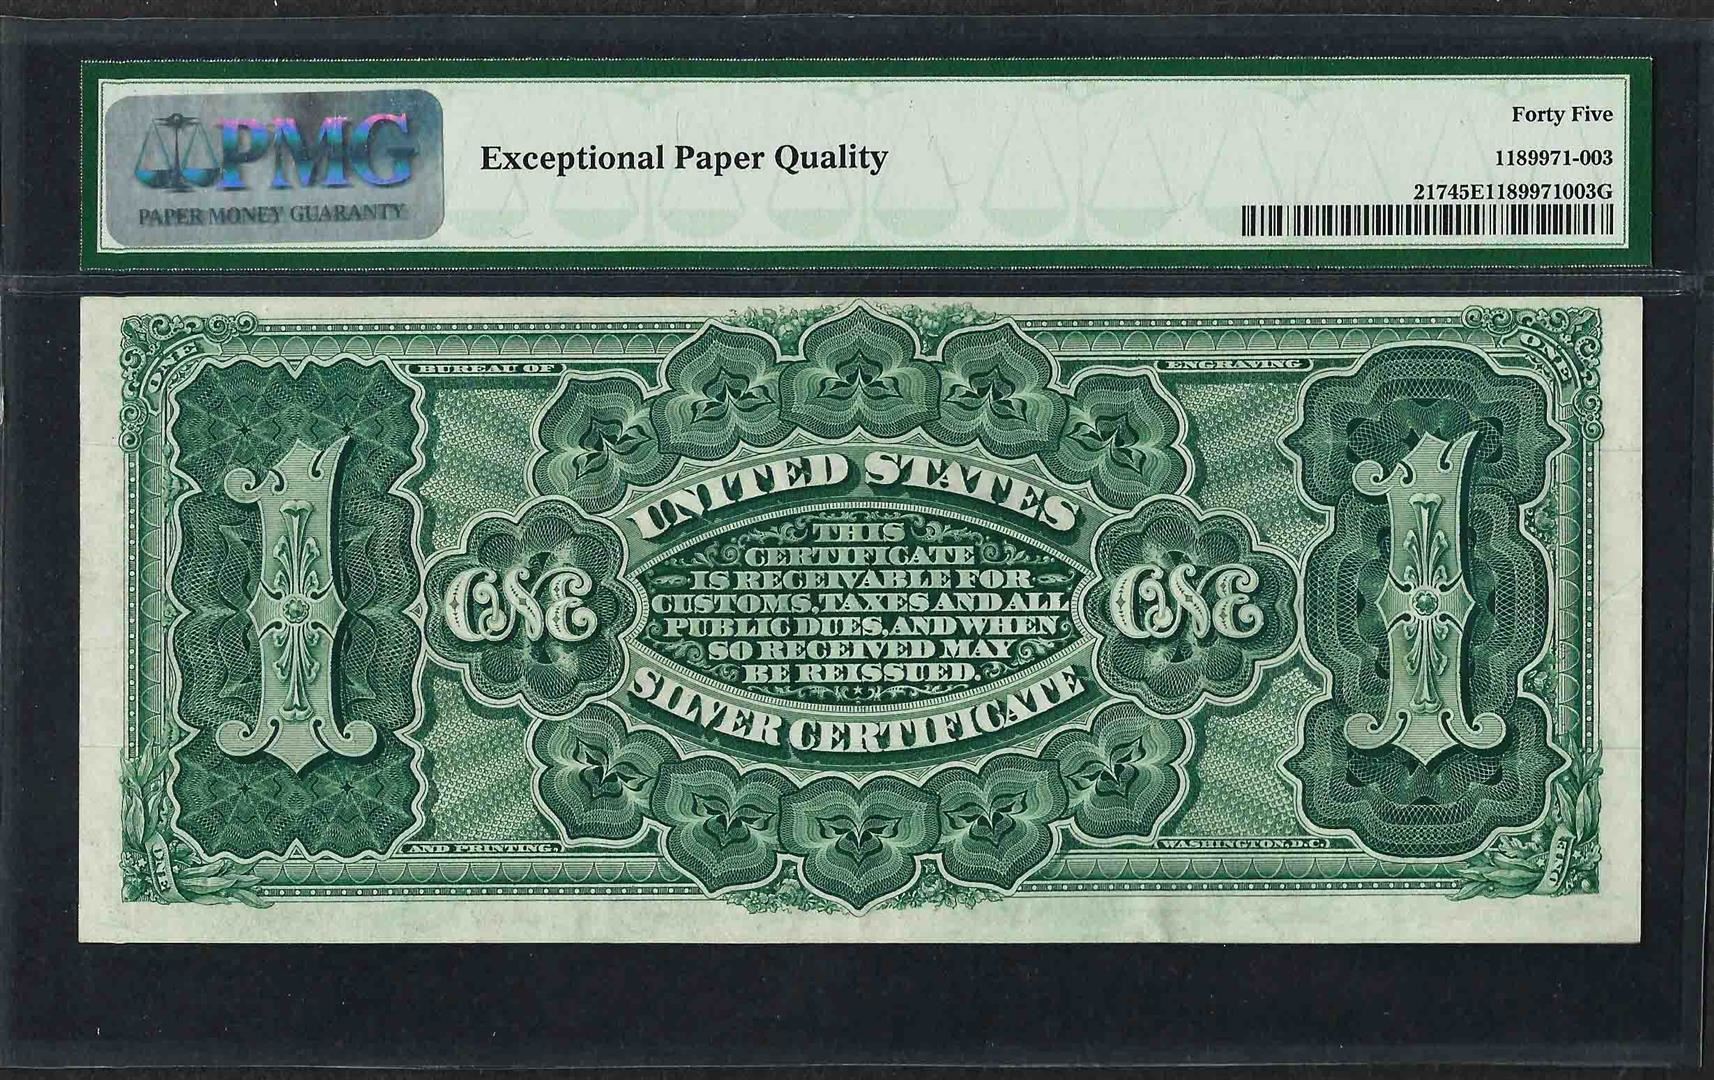 PMG
PAPER MONEY GUARANTY
Exceptional Paper Quality
Forty Five
1189971-003
21745E1189971003G
ONE
ONE
BUREAU OF
ENGRAVING
1
1
UNITED STATES
THIS
CERTIFICATE
IS RECEIVABLE FOR
CUSTOMS, TAXES AND ALL
PUBLIC DUES, AND WHEN
SO RECEIVED MAY
BE REISSUED.
ONE
ONE
SILVER CERTIFICATE
AND PRINTING,
WASHINGTON, D.C.
ONE
ONE